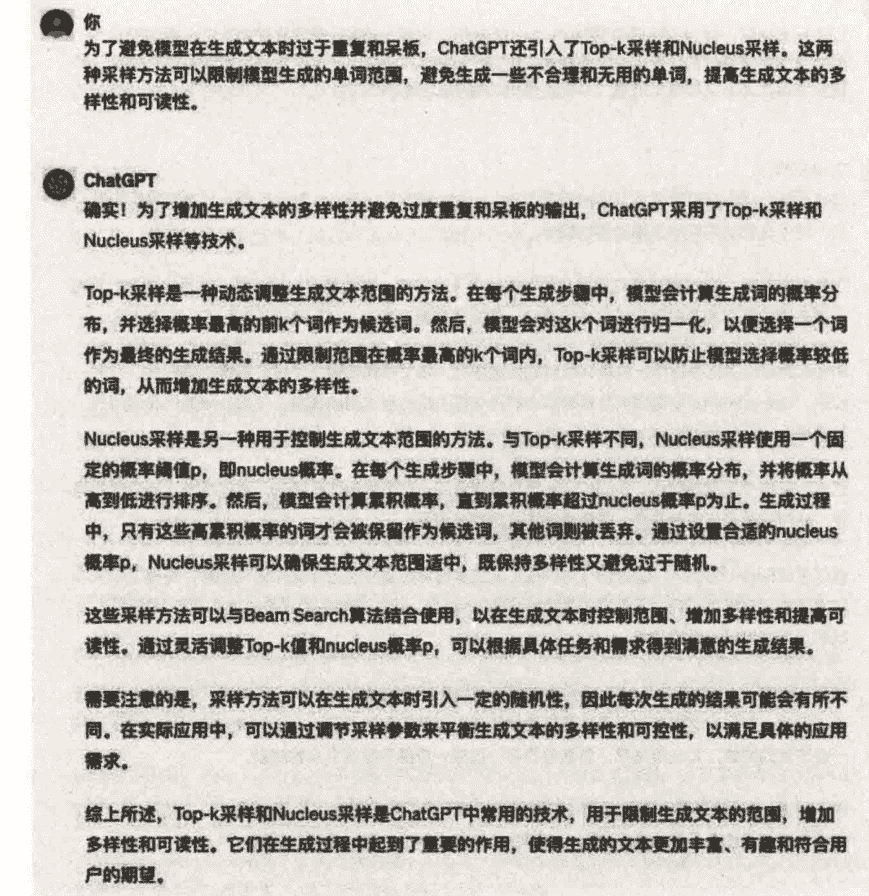 你
为了避免模型在生成文本时过于重复和呆板，ChatGPT还引入了Top-k采样和Nucleus采样。这两
种采样方法可以限制模型生成的单词范围，避免生成一些不合理和无用的单词，提高生成文本的多
样性和可读性。
ChatGPT
确实！为了增加生成文本的多样性并避免过度重复和呆板的输出，ChatGPT采用了Top-k采样和
Nucleus采样等技术。
Top-k采样是一种动态调整生成文本范围的方法。在每个生成步骤中，模型会计算生成词的概率分
布，并选择概率最高的前k个词作为候选词。然后，模型会对这k个词进行归一化，以便选择一个词
作为最终的生成结果。通过限制范围在概率最高的k个词内，Top-k采样可以防止模型选择概率较低
的词，从而增加生成文本的多样性。
Nucleus采样是另一种用于控制生成文本范围的方法。与Top-k采样不同，Nucleus采样使用一个固
定的概率阈值p，即nucleus概率。在每个生成步骤中，模型会计算生成词的概率分布，并将概率从
高到低进行排序。然后，模型会计算累积概率，直到累积概率超过nucleus概率p为止。生成过程
中，只有这些高累积概率的词才会被保留作为候选词，其他词则被丢弃。通过设置合适的nucleus
概率p，Nucleus采样可以确保生成文本范围适中，既保持多样性又避免过于随机。
这些采样方法可以与Beam Search算法结合使用，以在生成文本时控制范围、增加多样性和提高可
读性。通过灵活调整Top-k值和nucleus概率p，可以根据具体任务和需求得到满意的生成结果。
需要注意的是，采样方法可以在生成文本时引入一定的随机性，因此每次生成的结果可能会有所不
同。在实际应用中，可以通过调节采样参数来平衡生成文本的多样性和可控性，以满足具体的应用
需求。
综上所述，Top-k采样和Nucleus采样是ChatGPT中常用的技术，用于限制生成文本的范围，增加
多样性和可读性。它们在生成过程中起到了重要的作用，使得生成的文本更加丰富、有趣和符合用
户的期望。